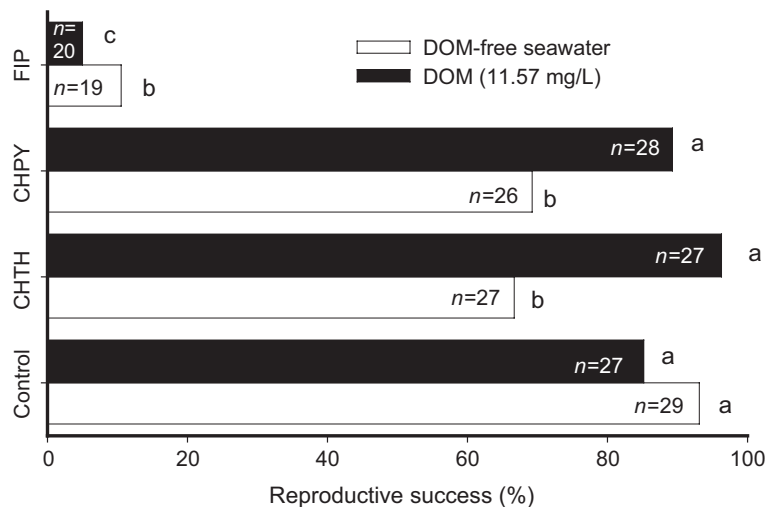 n=
20
c
n=19
b
FIP
DOM-free seawater
DOM (11.57 mg/L)
n=28
a
n=26
b
CHPY
n=27
a
n=27
b
CHTH
n=27
a
n=29
a
Control
0 20 40 60 80 100
Reproductive success (%)